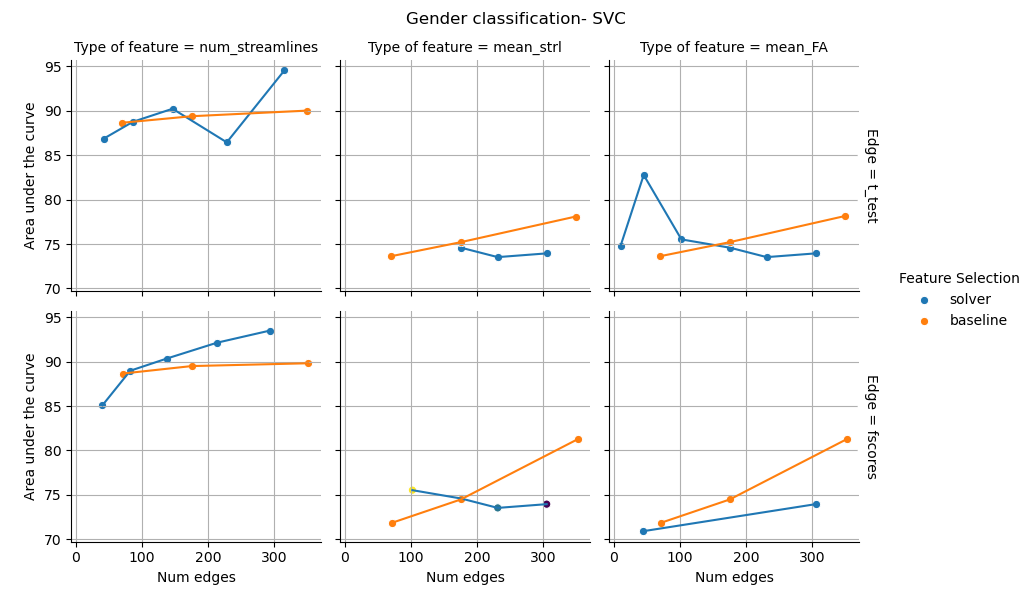 Gender classification- SVC
Type of feature = num_streamlines
Type of feature = mean_strl
Type of feature = mean_FA
95
90
85
80
75
70
Area under the curve
Edge = t_test
Feature Selection
solver
baseline
95
90
85
80
75
70
Area under the curve
Edge = fscores
0 100 200 300
0 100 200 300
0 100 200 300
Num edges
Num edges
Num edges